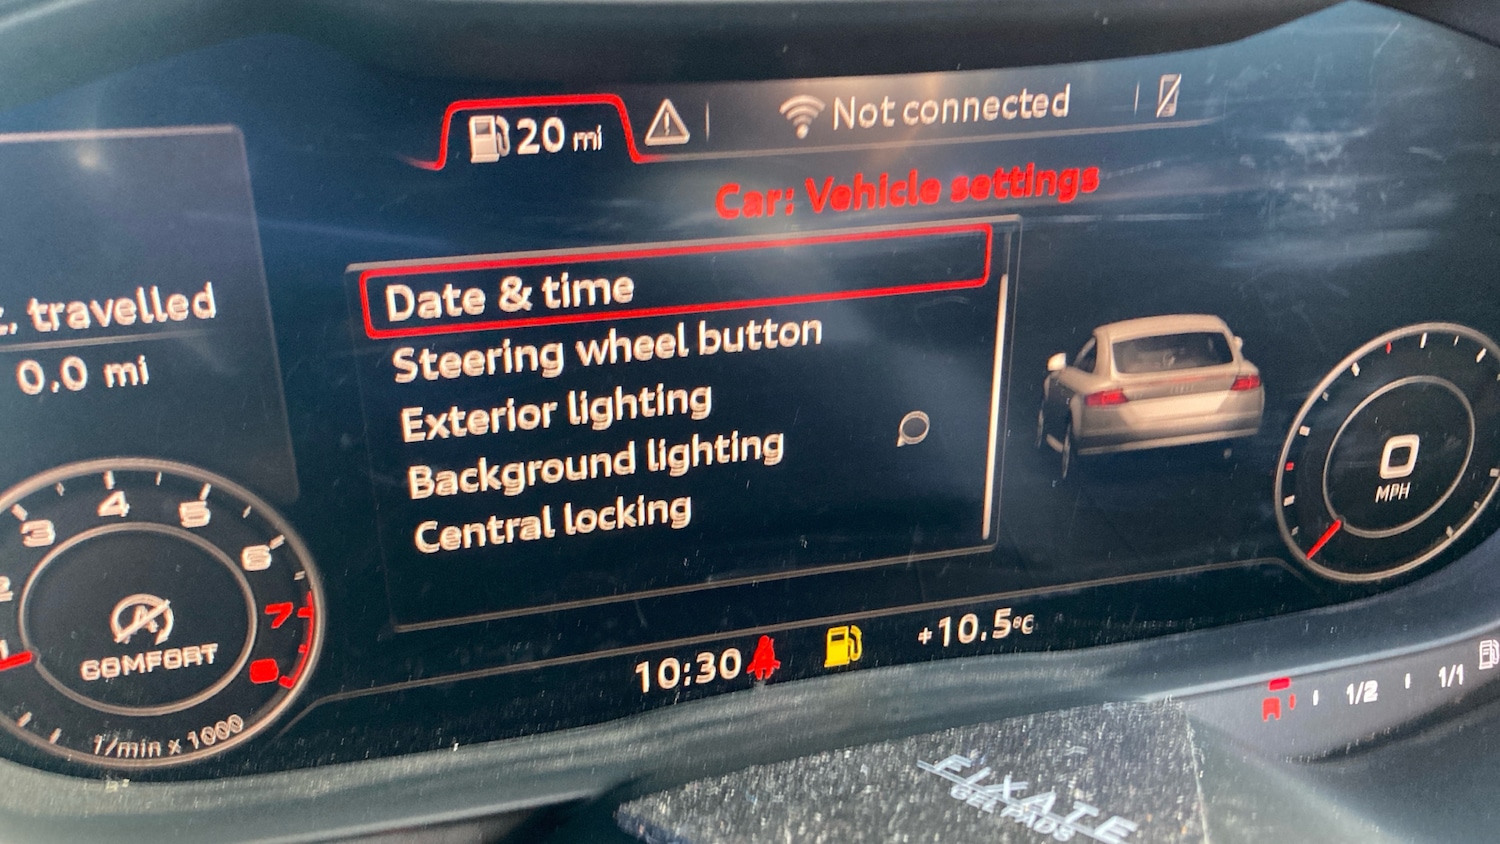 20 mi
Not connected
Car: Vehicle settings
Date & time
Steering wheel button
Exterior lighting
Background lighting
Central locking
t. travelled
0.0 mi
1
2
3
4
5
6
7
COMFORT
1/min x 1000
0
MPH
10:30
+10.5°C
1/2
1/1
FIXATE
GEL PADS